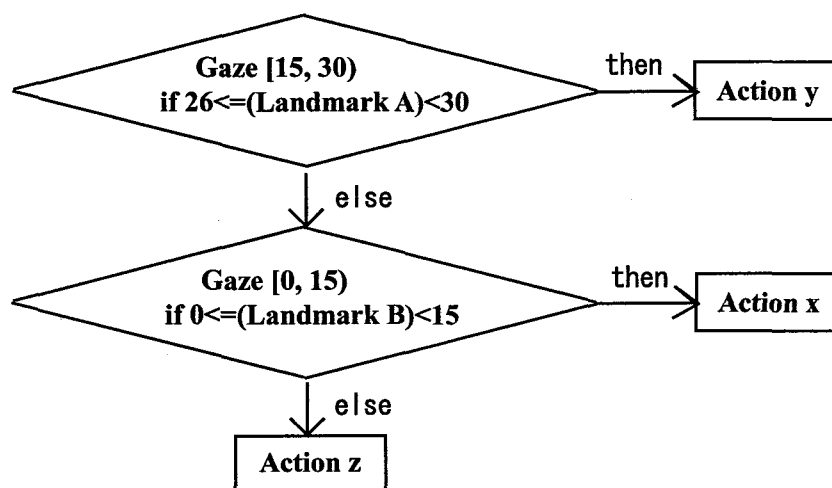 Gaze [15, 30)
if 26<=(Landmark A)<30
then
Action y
else
Gaze [0, 15)
if 0<=(Landmark B)<15
then
Action x
else
Action z